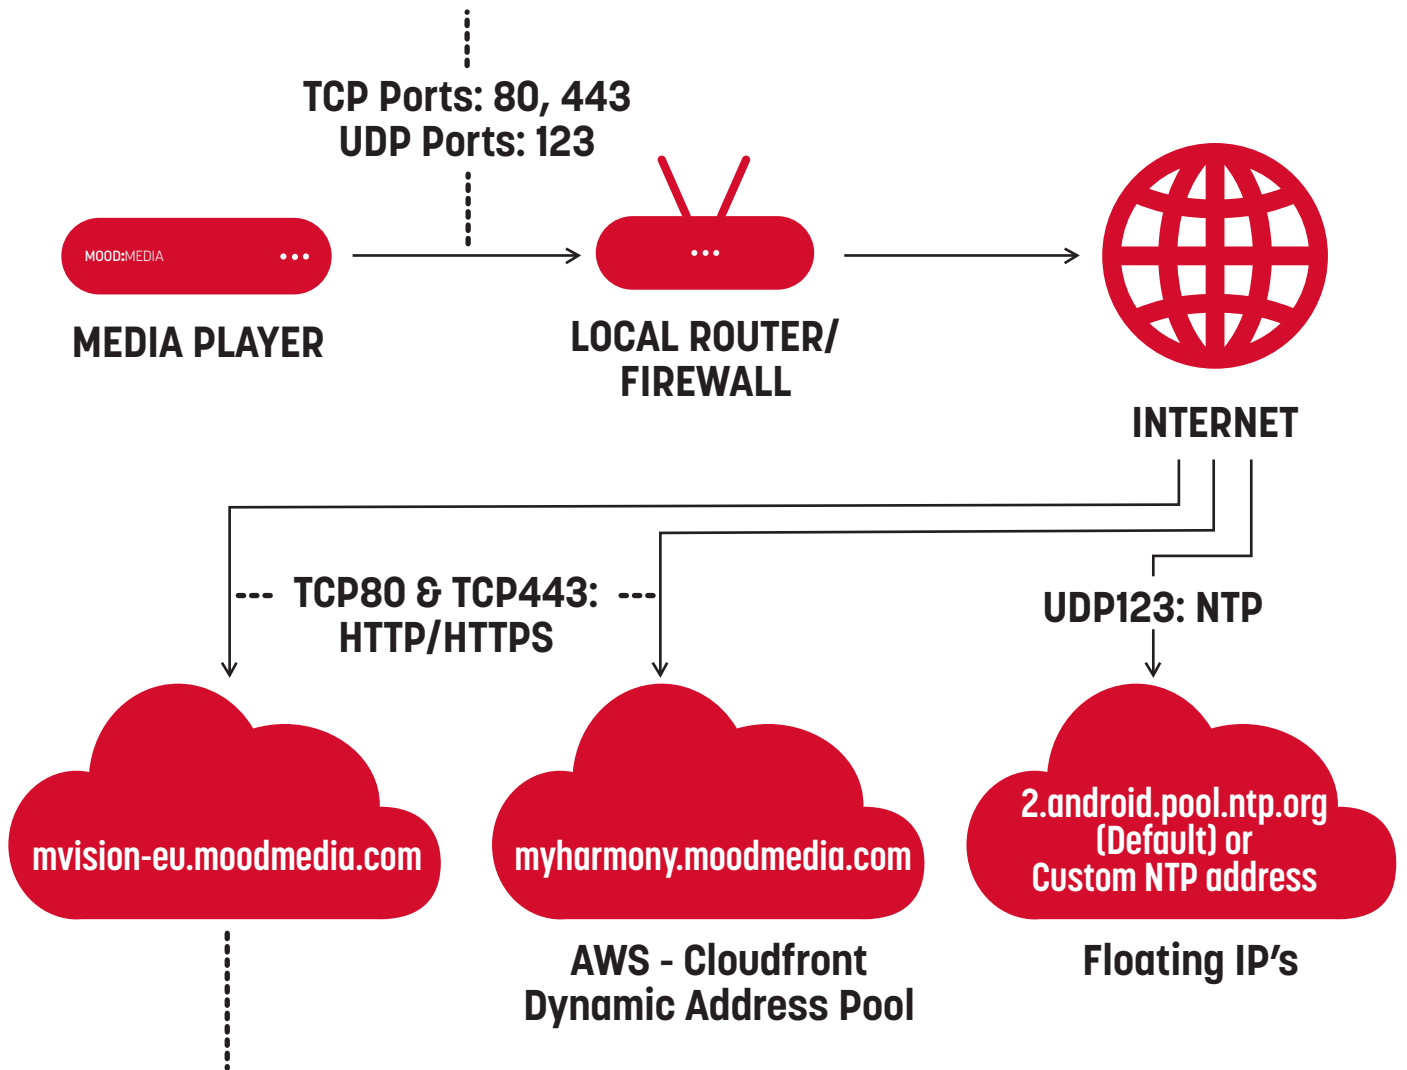 TCP Ports: 80, 443
UDP Ports: 123
MOOD:MEDIA
MEDIA PLAYER
LOCAL ROUTER/
FIREWALL
INTERNET
TCP80 & TCP443:
HTTP/HTTPS
UDP123: NTP
mvision-eu.moodmedia.com
myharmony.moodmedia.com
2.android.pool.ntp.org
(Default) or
Custom NTP address
AWS - Cloudfront
Dynamic Address Pool
Floating IP's